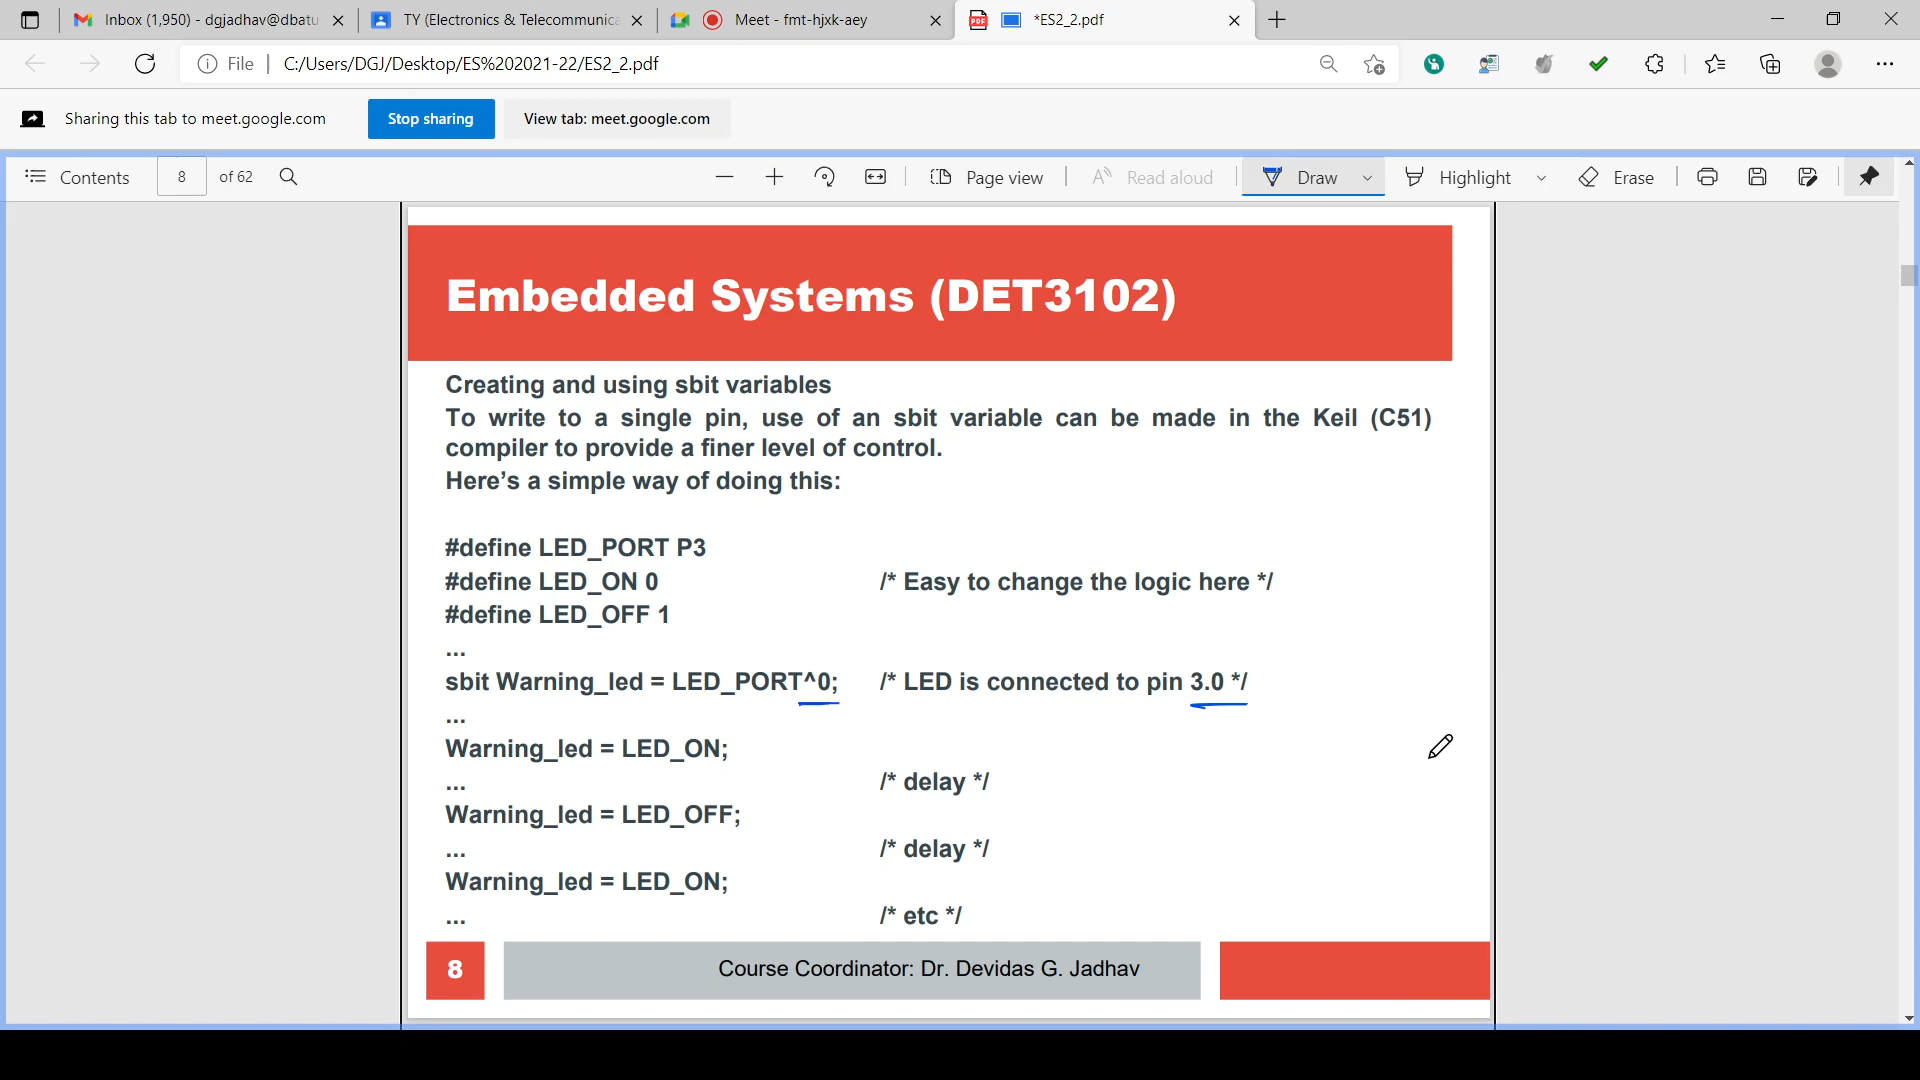 Inbox (1,950) - dgjadhav@dbatu
TY (Electronics & Telecommunica
Meet - fmt-hjxk-aey
PDF
*ES2_2.pdf
File
C:/Users/DGJ/Desktop/ES%202021-22/ES2_2.pdf
Sharing this tab to meet.google.com
Stop sharing
View tab: meet.google.com
Contents
8
of 62
Page view
Read aloud
Draw
Highlight
Erase
Embedded Systems (DET3102)
Creating and using sbit variables
To write to a single pin, use of an sbit variable can be made in the Keil (C51)
compiler to provide a finer level of control.
Here’s a simple way of doing this:
#define LED_PORT P3
#define LED_ON 0 /* Easy to change the logic here */
#define LED_OFF 1
...
sbit Warning_led = LED_PORT^0; /* LED is connected to pin 3.0 */
...
Warning_led = LED_ON;
... /* delay */
Warning_led = LED_OFF;
... /* delay */
Warning_led = LED_ON;
... /* etc */
8
Course Coordinator: Dr. Devidas G. Jadhav